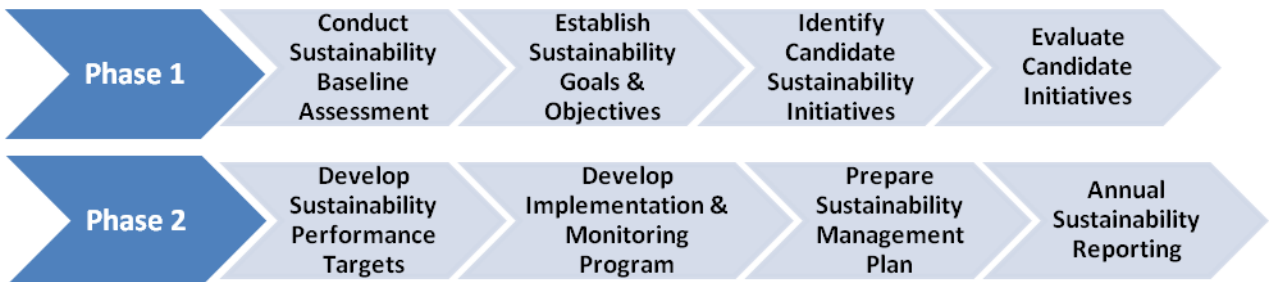 Phase 1
Conduct
Sustainability
Baseline
Assessment
Establish
Sustainability
Goals &
Objectives
Identify
Candidate
Sustainability
Initiatives
Evaluate
Candidate
Initiatives
Phase 2
Develop
Sustainability
Performance
Targets
Develop
Implementation &
Monitoring
Program
Prepare
Sustainability
Management
Plan
Annual
Sustainability
Reporting